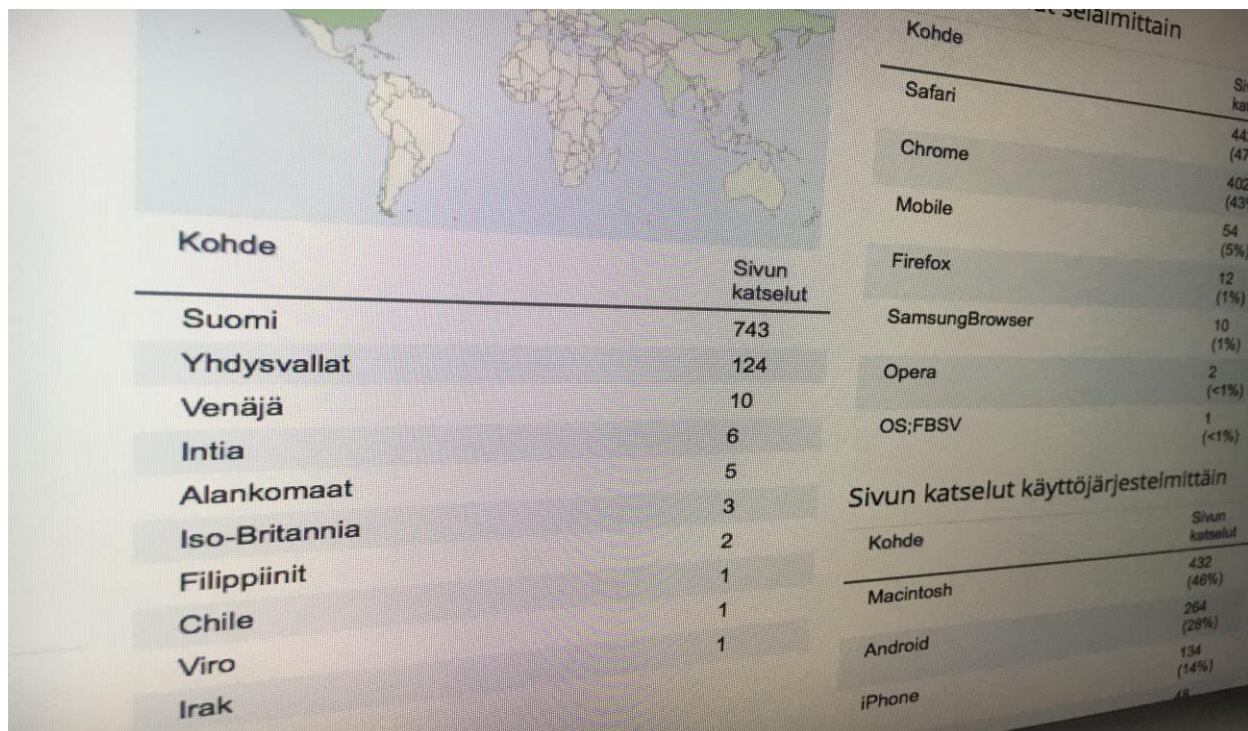 Kohde
Sivun
katselut
Suomi 743
Yhdysvallat 124
Venäjä 10
Intia 6
Alankomaat 5
Iso-Britannia 3
Filippiinit 2
Chile 1
Viro 1
Irak 1
selaimittain
Kohde
Safari
Chrome 402
(43%
Mobile 54
(5%)
Firefox 12
(1%)
SamsungBrowser 10
(1%)
Opera 2
(<1%)
OS;FBSV 1
(<1%)
Sivun katselut käyttöjärjestelmittäin
Kohde
Sivun
katselut
Macintosh 432
(46%)
Android 264
(28%)
iPhone 134
(14%)